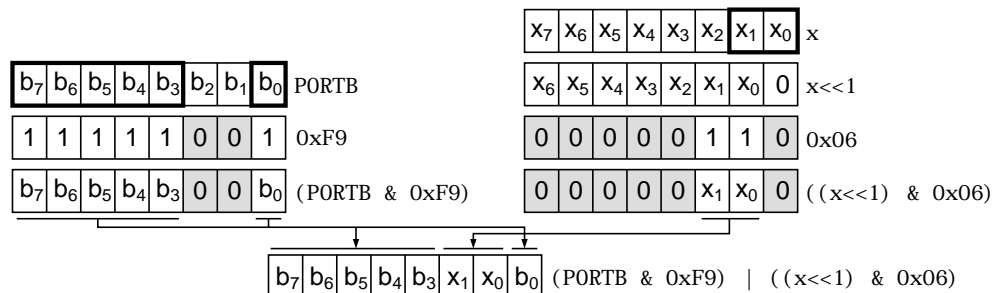 x₇ x₆ x₅ x₄ x₃ x₂ x₁ x₀ x
b₇ b₆ b₅ b₄ b₃ b₂ b₁ b₀ PORTB
x₆ x₅ x₄ x₃ x₂ x₁ x₀ 0 x<<1
1 1 1 1 1 0 0 1 0xF9
0 0 0 0 0 1 1 0 0x06
b₇ b₆ b₅ b₄ b₃ 0 0 b₀ (PORTB & 0xF9)
0 0 0 0 0 x₁ x₀ 0 ((x<<1) & 0x06)
b₇ b₆ b₅ b₄ b₃ x₁ x₀ b₀ (PORTB & 0xF9) | ((x<<1) & 0x06)